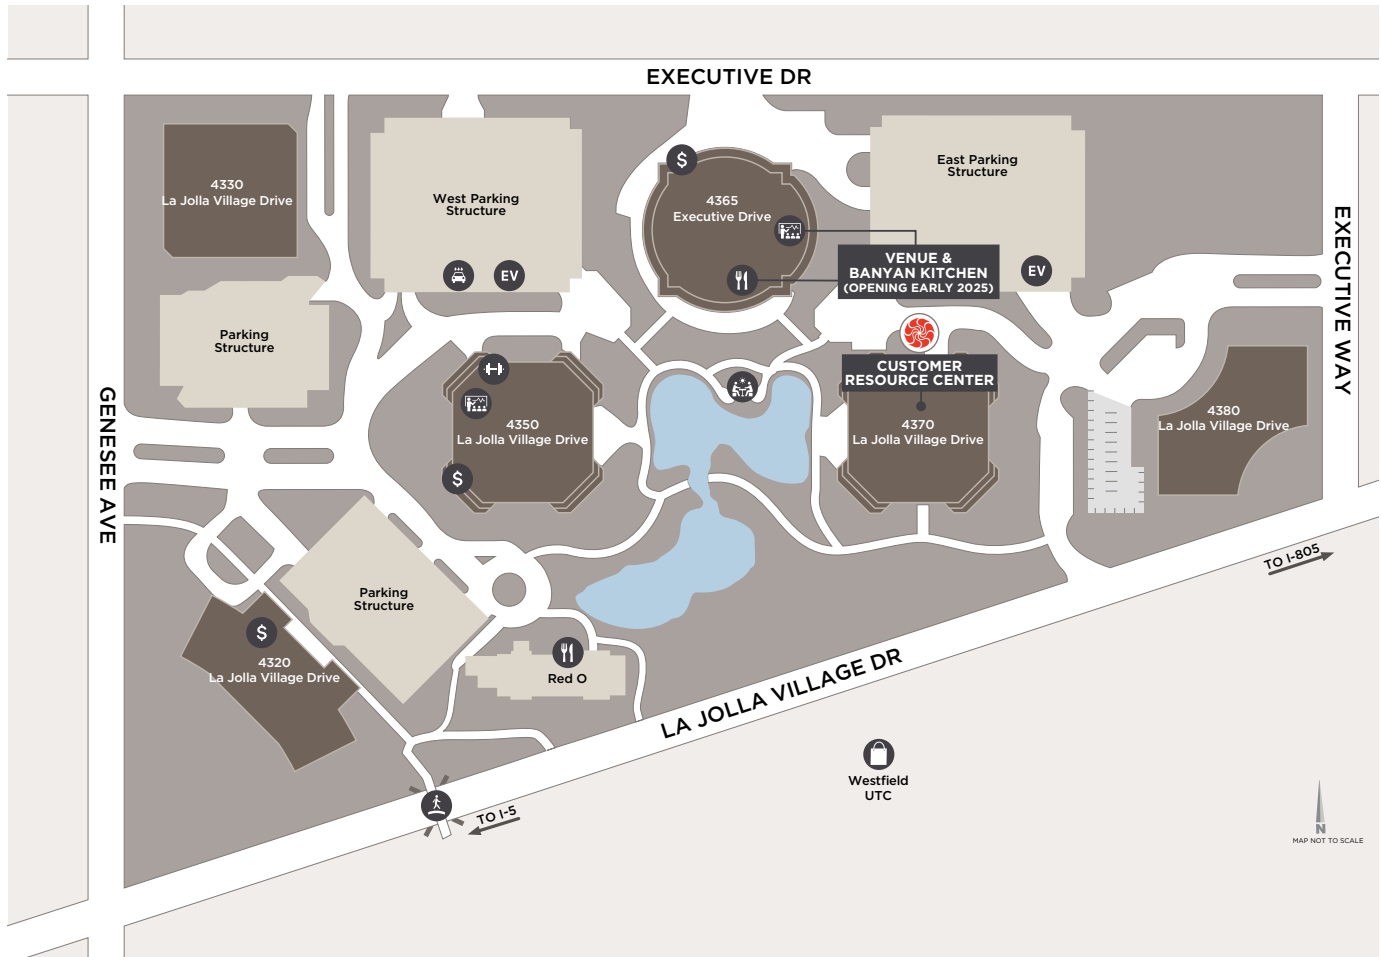 EXECUTIVE DR
4330
La Jolla Village Drive
West Parking
Structure
EV
$
4365
Executive Drive
East Parking
Structure
EV
VENUE &
BANYAN KITCHEN
(OPENING EARLY 2025)
EXECUTIVE WAY
Parking
Structure
CUSTOMER
RESOURCE CENTER
GENESEE AVE
4350
La Jolla Village Drive
$
4370
La Jolla Village Drive
4380
La Jolla Village Drive
TO I-805
Parking
Structure
$
4320
La Jolla Village Drive
Red O
LA JOLLA VILLAGE DR
Westfield
UTC
TO I-5
N
MAP NOT TO SCALE